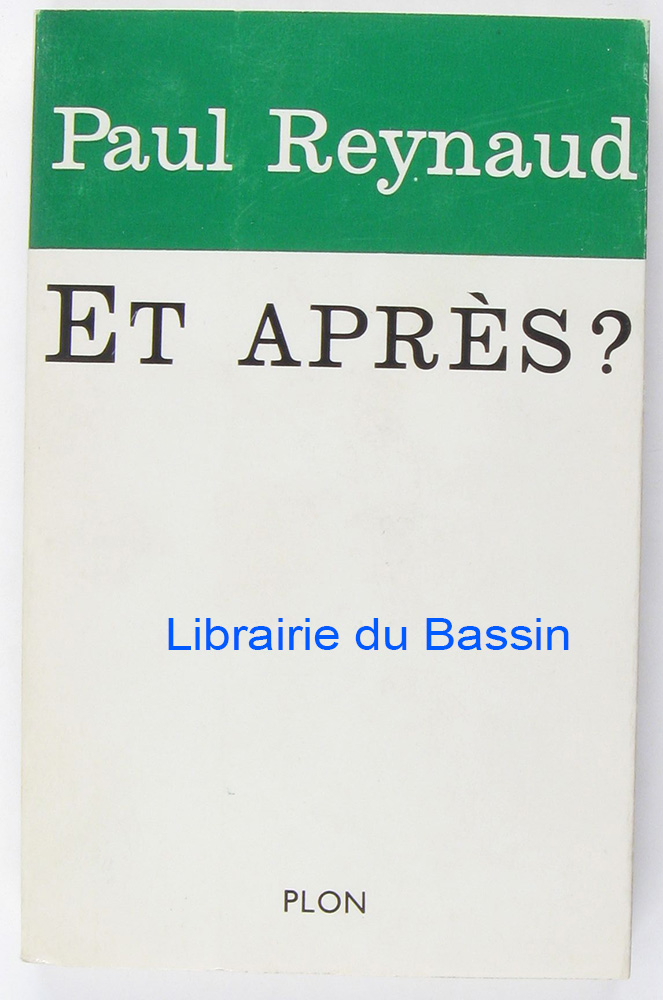 Paul Reynaud
ET APRÈS?
Librairie du Bassin
PLON